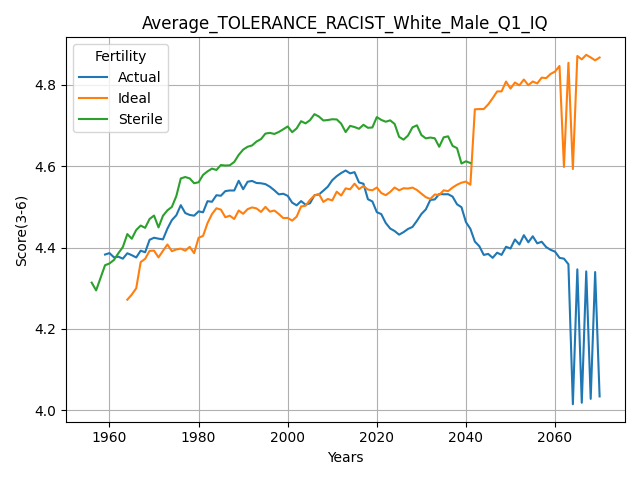 Average_TOLERANCE_RACIST_White_Male_Q1_IQ
Fertility
Actual
Ideal
Sterile
Score(3-6)
4.8
4.6
4.4
4.2
4.0
1960 1980 2000 2020 2040 2060
Years